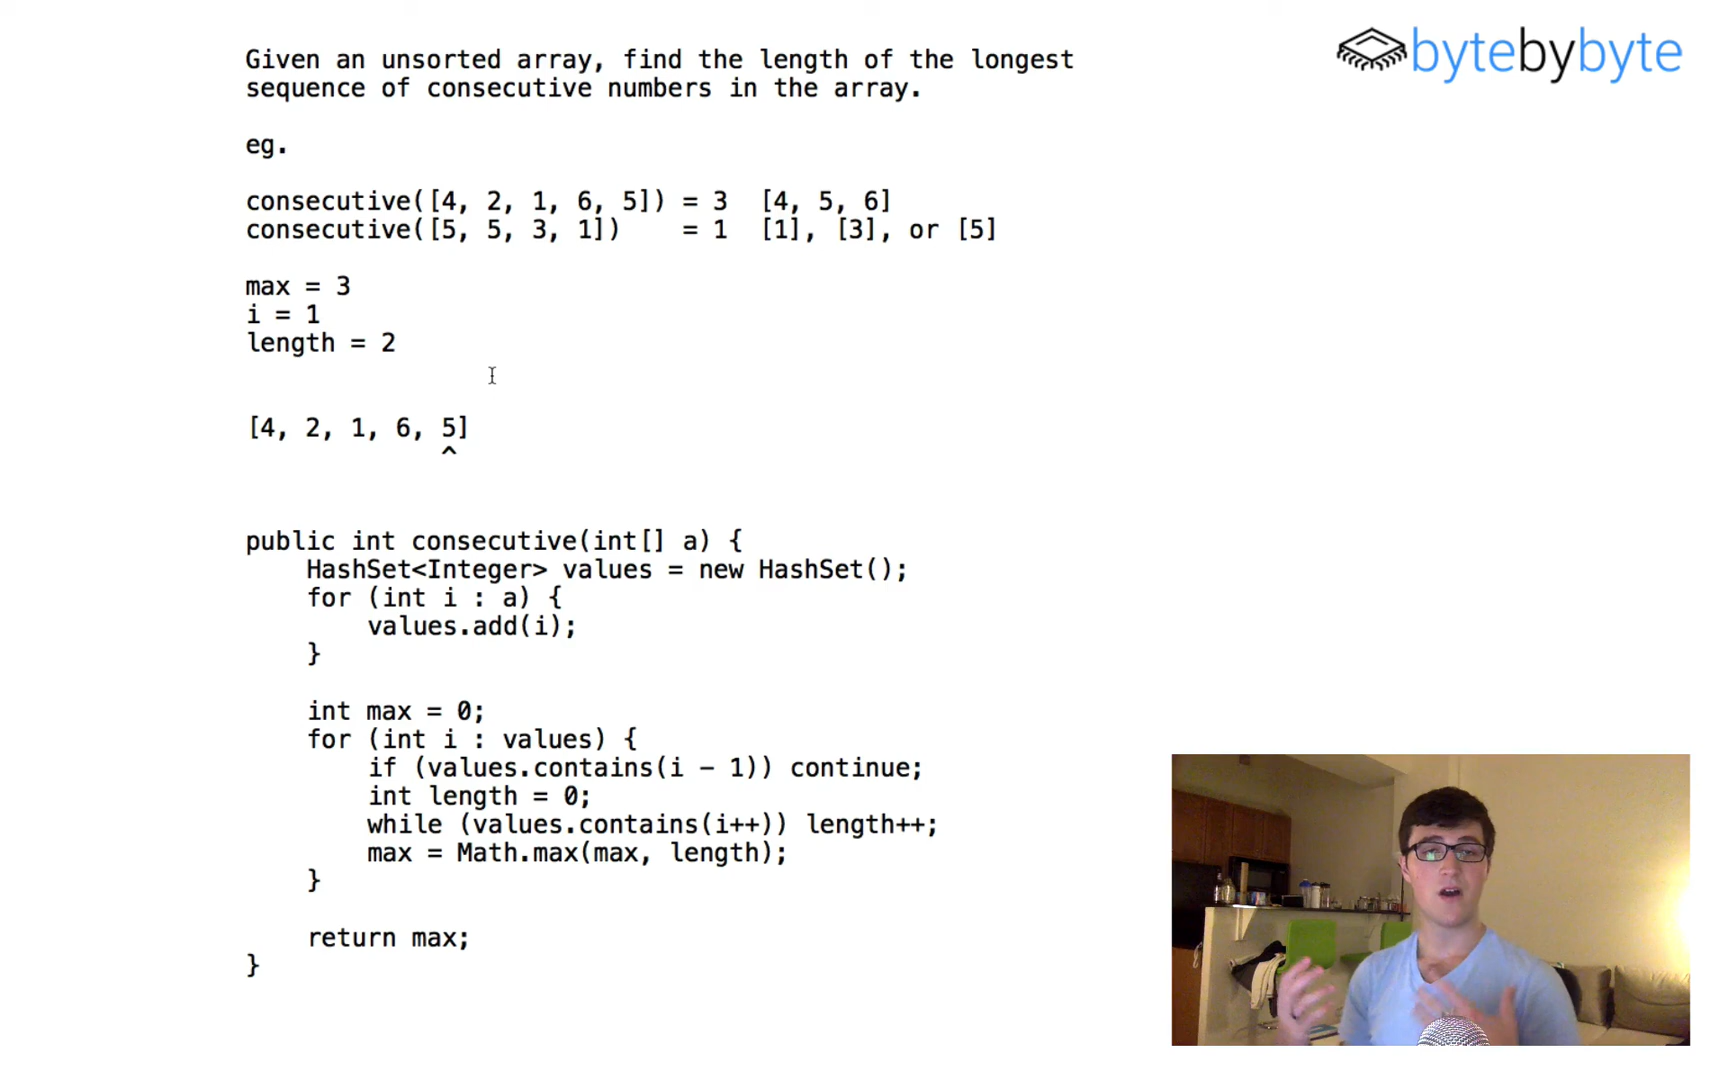 bytebybyte
Given an unsorted array, find the length of the longest
sequence of consecutive numbers in the array.
eg.
consecutive([4, 2, 1, 6, 5]) = 3  [4, 5, 6]
consecutive([5, 5, 3, 1])    = 1  [1], [3], or [5]
max = 3
i = 1
length = 2
[4, 2, 1, 6, 5]
^
public int consecutive(int[] a) {
    HashSet<Integer> values = new HashSet();
    for (int i : a) {
        values.add(i);
    }
    int max = 0;
    for (int i : values) {
        if (values.contains(i - 1)) continue;
        int length = 0;
        while (values.contains(i++)) length++;
        max = Math.max(max, length);
    }
    return max;
}